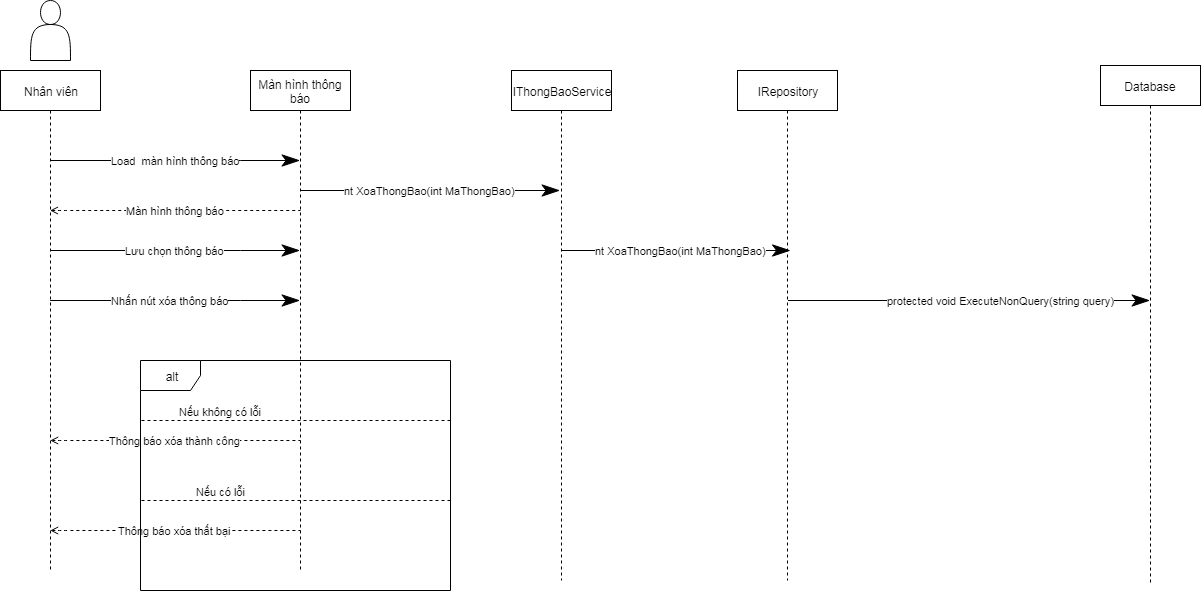 Nhân viên
Màn hình thông
báo
IThongBaoService
IRepository
Database
Load màn hình thông báo
nt XoaThongBao(int MaThongBao)
Màn hình thông báo
Lưu chọn thông báo
nt XoaThongBao(int MaThongBao)
Nhấn nút xóa thông báo
protected void ExecuteNonQuery(string query)
alt
Nếu không có lỗi
Thông báo xóa thành công
Nếu có lỗi
Thông báo xóa thất bại